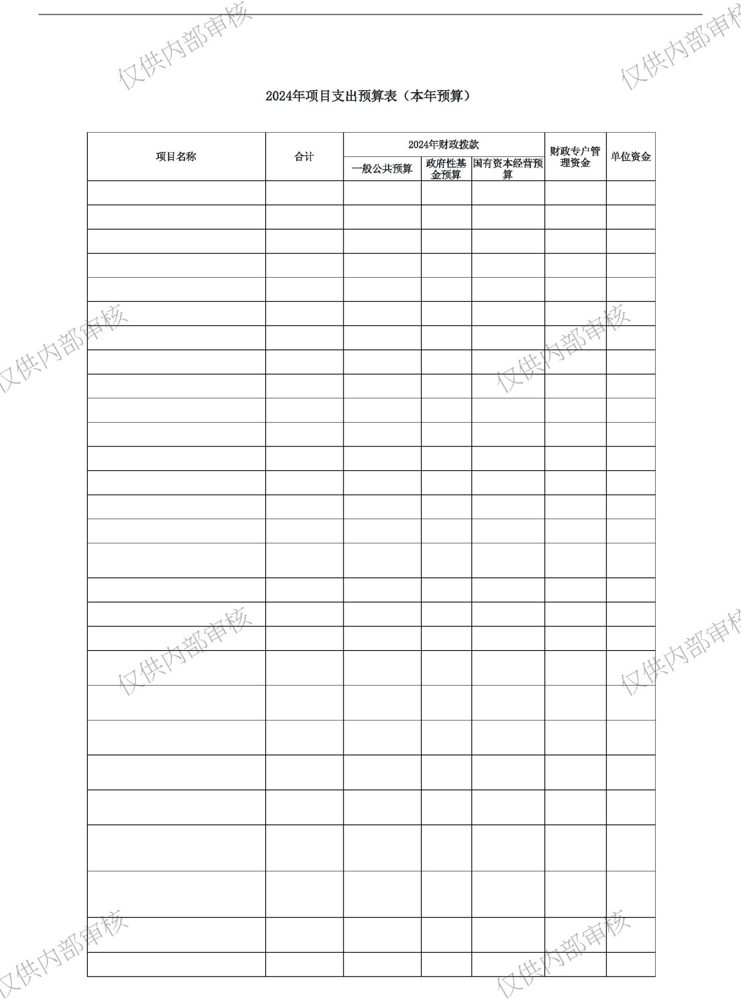 仅供内部审核
仅供内部审核
2024年项目支出预算表（本年预算）
项目名称
合计
2024年财政拨款
一般公共预算
政府性基
金预算
国有资本经营预
算
财政专户管
理资金
单位资金
仅供内部审核
仅供内部审核
仅供内部审核
仅供内部审核
仅供内部审核
仅供内部审核